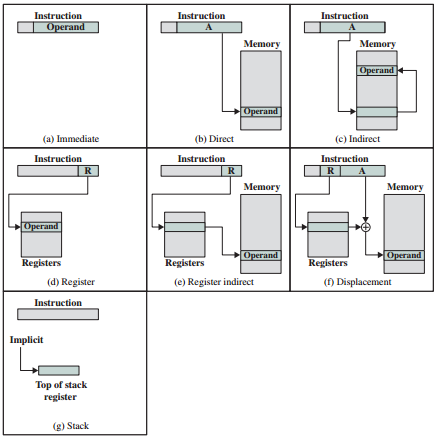 Instruction
Operand
(a) Immediate
Instruction
A
Memory
Operand
(b) Direct
Instruction
A
Memory
Operand
(c) Indirect
Instruction
R
Operand
Registers
(d) Register
Instruction
R
Memory
Operand
Registers
(e) Register indirect
Instruction
R A
Memory
Operand
Registers
(f) Displacement
Instruction
Implicit
Top of stack
register
(g) Stack